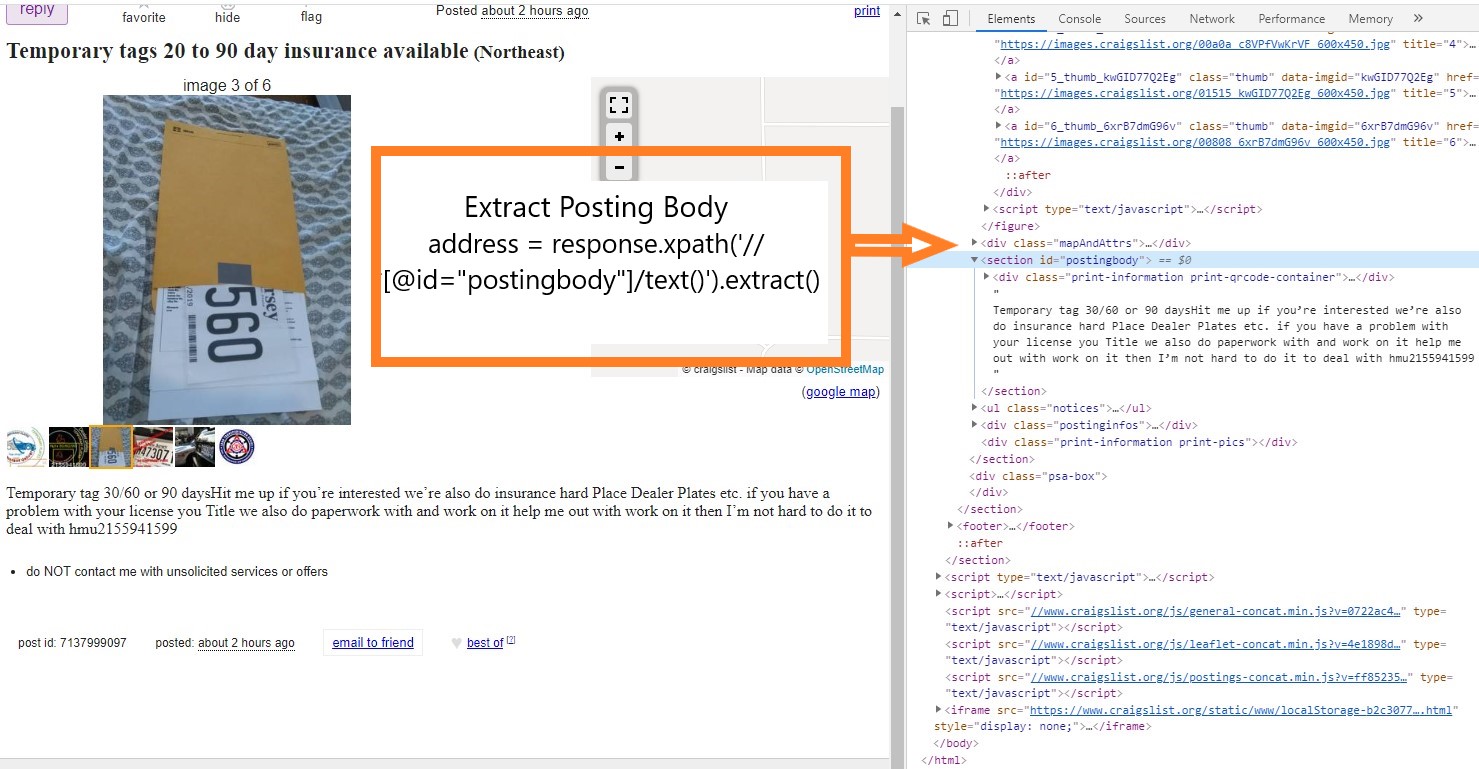 reply
favorite
hide
flag
Posted about 2 hours ago
print
Temporary tags 20 to 90 day insurance available (Northeast)
image 3 of 6
560
+
−
Extract Posting Body
address = response.xpath('//
'[@id="postingbody"]/text()').extract()
© craigslist - Map data © OpenStreetMap
(google map)
Temporary tag 30/60 or 90 daysHit me up if you’re interested we’re also do insurance hard Place Dealer Plates etc. if you have a
problem with your license you Title we also do paperwork with and work on it help me out with work on it then I’m not hard to do it to
deal with hmu2155941599
• do NOT contact me with unsolicited services or offers
post id: 7137999097
posted: about 2 hours ago
email to friend
♥ best of [?]
Elements Console Sources Network Performance Memory »
"https://images.craigslist.org/00a0a_c8VPfVwKrVF_600x450.jpg" title="4">…
</a>
▶<a id="5_thumb_kwGID77Q2Eg" class="thumb" data-imgid="kwGID77Q2Eg" href=
"https://images.craigslist.org/01515_kwGID77Q2Eg_600x450.jpg" title="5">…
</a>
▶<a id="6_thumb_6xrB7dmG96v" class="thumb" data-imgid="6xrB7dmG96v" href=
"https://images.craigslist.org/00808_6xrB7dmG96v_600x450.jpg" title="6">…
</a>
::after
</div>
▶<script type="text/javascript">…</script>
</figure>
▶<div class="mapAndAttrs">…</div>
▼<section id="postingbody"> == $0
▶<div class="print-information print-qrcode-container">…</div>
"
Temporary tag 30/60 or 90 daysHit me up if you’re interested we’re also
do insurance hard Place Dealer Plates etc. if you have a problem with
your license you Title we also do paperwork with and work on it help me
out with work on it then I’m not hard to do it to deal with hmu2155941599
"
</section>
▶<ul class="notices">…</ul>
▶<div class="postinginfos">…</div>
<div class="print-information print-pics"></div>
</section>
<div class="psa-box">
</div>
</section>
▶<footer>…</footer>
::after
</section>
▶<script type="text/javascript">…</script>
▶<script>…</script>
<script src="//www.craigslist.org/js/general-concat.min.js?v=0722ac4…" type=
"text/javascript"></script>
<script src="//www.craigslist.org/js/leaflet-concat.min.js?v=4e1898d…" type=
"text/javascript"></script>
<script src="//www.craigslist.org/js/postings-concat.min.js?v=ff85235…" type=
"text/javascript"></script>
▶<iframe src="https://www.craigslist.org/static/www/localStorage-b2c3077….html"
style="display: none;">…</iframe>
</body>
</html>